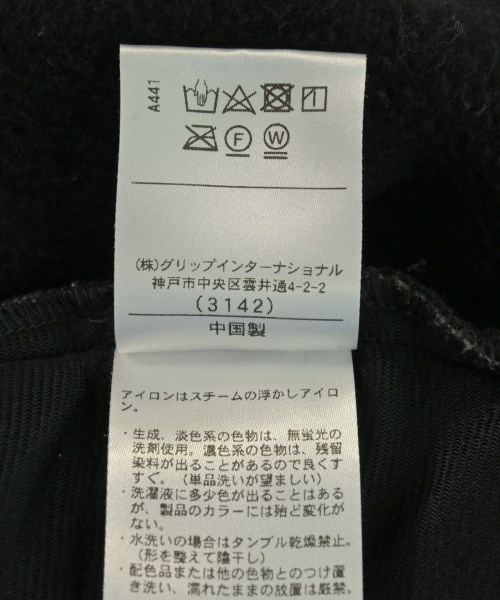 A441
F W
(株)グリップインターナショナル
神戸市中央区雲井通4-2-2
(3142)
中国製
アイロンはスチームの浮かしアイロ
ン。
・生成、淡色系の色物は、無蛍光の
洗剤使用。濃色系の色物は、残留
染料が出ることがあるので良くす
すぐ。(単品洗いが望ましい)
・洗濯液に多少色が出ることはある
が、製品のカラーには殆ど変化が
ない。
・水洗いの場合はタンブル乾燥禁止。
(形を整えて陰干し)
・配色品または他の色物とのつけ置
き洗い、濡れたままの放置は厳禁。